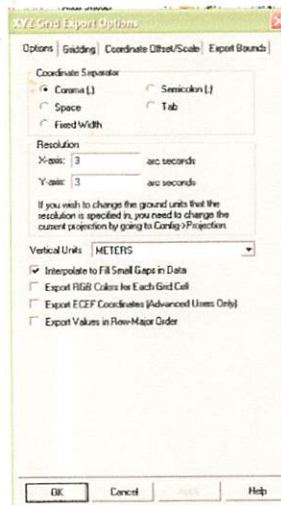 XYZ Grid Export Options
Options Gridding Coordinate Offset/Scale Export Bounds
Coordinate Separator
Comma (,) Semicolon (;)
Space Tab
Fixed Width
Resolution
X-axis: 3 arc seconds
Y-axis: 3 arc seconds
If you wish to change the ground units that the
resolution is specified in, you need to change the
current projection by going to Config->Projection.
Vertical Units METERS
Interpolate to Fill Small Gaps in Data
Export RGB Colors for Each Grid Cell
Export ECEF Coordinates (Advanced Users Only)
Export Values in Row-Major Order
OK Cancel Apply Help